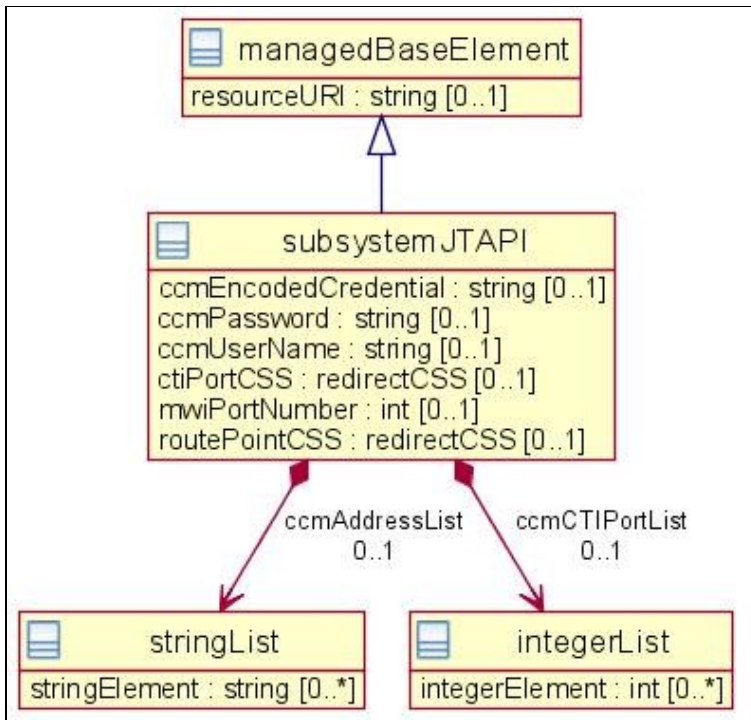 managedBaseElement
resourceURI : string [0..1]
subsystemJTAPI
ccmEncodedCredential : string [0..1]
ccmPassword : string [0..1]
ccmUserName : string [0..1]
ctiPortCSS : redirectCSS [0..1]
mwiPortNumber : int [0..1]
routePointCSS : redirectCSS [0..1]
ccmAddressList
0..1
ccmCTIPortList
0..1
stringList
stringElement : string [0..*]
integerList
integerElement : int [0..*]